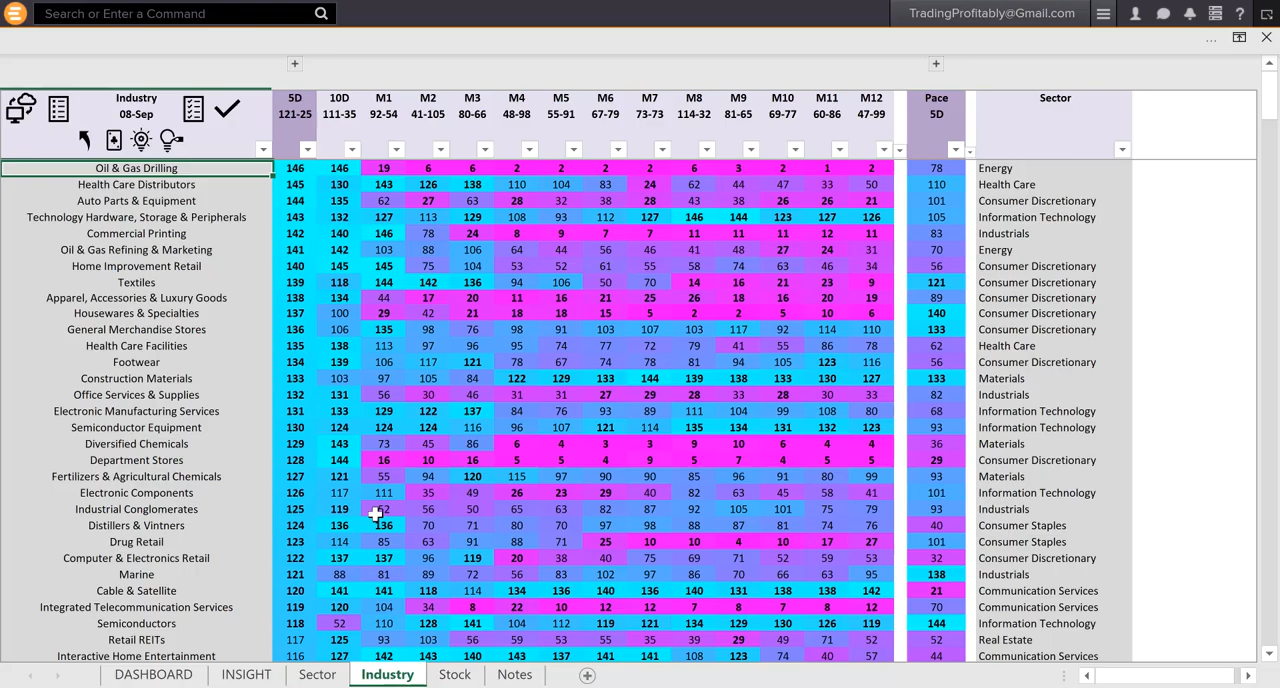 Search or Enter a Command
TradingProfitably@Gmail.com
Industry 5D 10D M1 M2 M3 M4 M5 M6 M7 M8 M9 M10 M11 M12 Pace Sector
08-Sep 121-25 111-35 92-54 41-105 80-66 48-98 55-91 67-79 73-73 114-32 81-65 69-77 60-86 47-99 5D
Oil & Gas Drilling 146 146 19 6 6 2 2 2 2 6 3 2 1 2 78 Energy
Health Care Distributors 145 130 143 126 138 110 104 83 24 62 44 47 33 50 110 Health Care
Auto Parts & Equipment 144 135 62 27 63 28 32 38 28 43 38 26 26 21 101 Consumer Discretionary
Technology Hardware, Storage & Peripherals 143 132 127 113 129 108 93 112 127 146 144 123 127 126 105 Information Technology
Commercial Printing 142 140 146 78 24 8 9 7 7 11 11 11 12 11 83 Industrials
Oil & Gas Refining & Marketing 141 142 103 88 106 64 44 56 46 41 48 27 24 31 70 Energy
Home Improvement Retail 140 145 145 75 104 53 52 61 55 58 74 63 46 34 56 Consumer Discretionary
Textiles 139 118 144 142 136 94 106 50 70 14 16 21 23 9 121 Consumer Discretionary
Apparel, Accessories & Luxury Goods 138 134 44 17 20 11 16 21 25 26 18 16 20 19 89 Consumer Discretionary
Housewares & Specialties 137 100 29 42 21 18 18 15 5 2 2 5 10 6 140 Consumer Discretionary
General Merchandise Stores 136 106 135 98 76 98 91 103 107 103 117 92 114 110 133 Consumer Discretionary
Health Care Facilities 135 138 113 97 96 95 74 77 72 79 41 55 86 78 62 Health Care
Footwear 134 139 106 117 121 78 67 74 78 81 94 105 123 116 56 Consumer Discretionary
Construction Materials 133 103 97 105 84 122 129 133 144 139 138 133 130 127 133 Materials
Office Services & Supplies 132 131 56 30 46 31 31 27 29 28 33 28 30 33 82 Industrials
Electronic Manufacturing Services 131 133 129 122 137 84 76 93 89 111 104 99 108 80 68 Information Technology
Semiconductor Equipment 130 124 124 124 116 96 107 121 114 135 134 131 132 123 93 Information Technology
Diversified Chemicals 129 143 73 45 86 6 4 3 3 9 10 6 4 4 36 Materials
Department Stores 128 144 16 10 16 5 5 4 9 5 7 4 5 5 29 Consumer Discretionary
Fertilizers & Agricultural Chemicals 127 121 55 94 120 115 97 90 90 85 96 91 80 99 93 Materials
Electronic Components 126 117 111 35 49 26 23 29 40 82 63 45 58 41 101 Information Technology
Industrial Conglomerates 125 119 56 50 65 63 82 87 92 105 101 75 79 93 Industrials
Distillers & Vintners 124 136 136 70 71 80 70 97 98 88 87 81 74 76 40 Consumer Staples
Drug Retail 123 114 85 63 91 88 71 25 10 10 4 10 17 27 101 Consumer Staples
Computer & Electronics Retail 122 137 137 96 119 20 38 40 75 69 71 52 59 53 32 Consumer Discretionary
Marine 121 88 81 89 72 56 83 102 97 86 70 66 63 95 138 Industrials
Cable & Satellite 120 141 141 118 114 134 136 140 136 140 131 138 138 142 21 Communication Services
Integrated Telecommunication Services 119 120 104 34 8 22 10 12 12 7 8 7 8 12 70 Communication Services
Semiconductors 118 52 110 128 141 104 112 119 121 134 129 130 126 119 144 Information Technology
Retail REITs 117 125 93 103 56 59 53 55 35 39 29 49 71 52 52 Real Estate
Interactive Home Entertainment 116 127 142 143 140 143 137 141 141 108 123 74 40 57 44 Communication Services
DASHBOARD INSIGHT Sector Industry Stock Notes